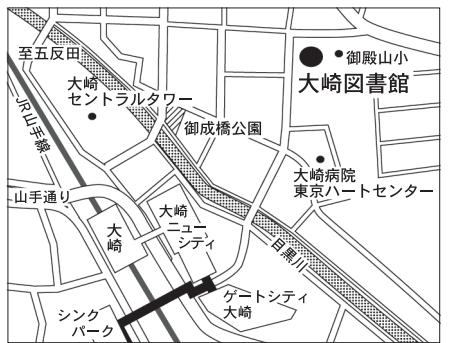 至五反田
御殿山小
大崎図書館
大崎
セントラルタワー
JR山手線
御成橋公園
大崎病院
東京ハートセンター
山手通り
大崎
大崎
ニュー
シティ
目黒川
ゲートシティ
大崎
シンク
パーク